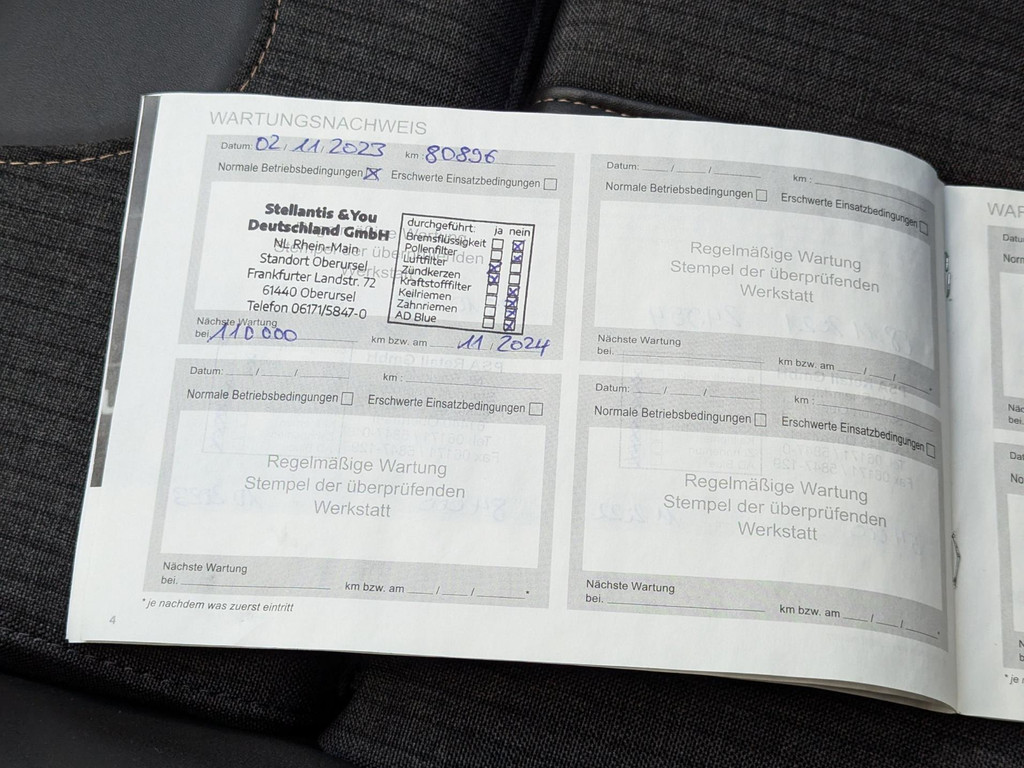 WARTUNGSNACHWEIS
Datum: 02 / 11 / 2023 km : 80896
Normale Betriebsbedingungen ☒ Erschwerte Einsatzbedingungen ☐
Stellantis &You
Deutschland GmbH
NL Rhein-Main
Standort Oberursel
Frankfurter Landstr. 72
61440 Oberursel
Telefon 06171/5847-0
durchgeführt: ja nein
Bremsflüssigkeit
Pollenfilter
Luftfilter
Zündkerzen
Kraftstofffilter
Keilriemen
Zahnriemen
AD Blue
Nächste Wartung
bei 110 000 km bzw. am 11 / 2024
Datum: / / km :
Normale Betriebsbedingungen ☐ Erschwerte Einsatzbedingungen ☐
Regelmäßige Wartung
Stempel der überprüfenden
Werkstatt
Nächste Wartung
bei. km bzw. am / / *
Datum: / / km :
Normale Betriebsbedingungen ☐ Erschwerte Einsatzbedingungen ☐
Regelmäßige Wartung
Stempel der überprüfenden
Werkstatt
Nächste Wartung
bei. km bzw. am / / *
Datum: / / km :
Normale Betriebsbedingungen ☐ Erschwerte Einsatzbedingungen ☐
Regelmäßige Wartung
Stempel der überprüfenden
Werkstatt
Nächste Wartung
bei. km bzw. am / / *
* je nachdem was zuerst eintritt
4